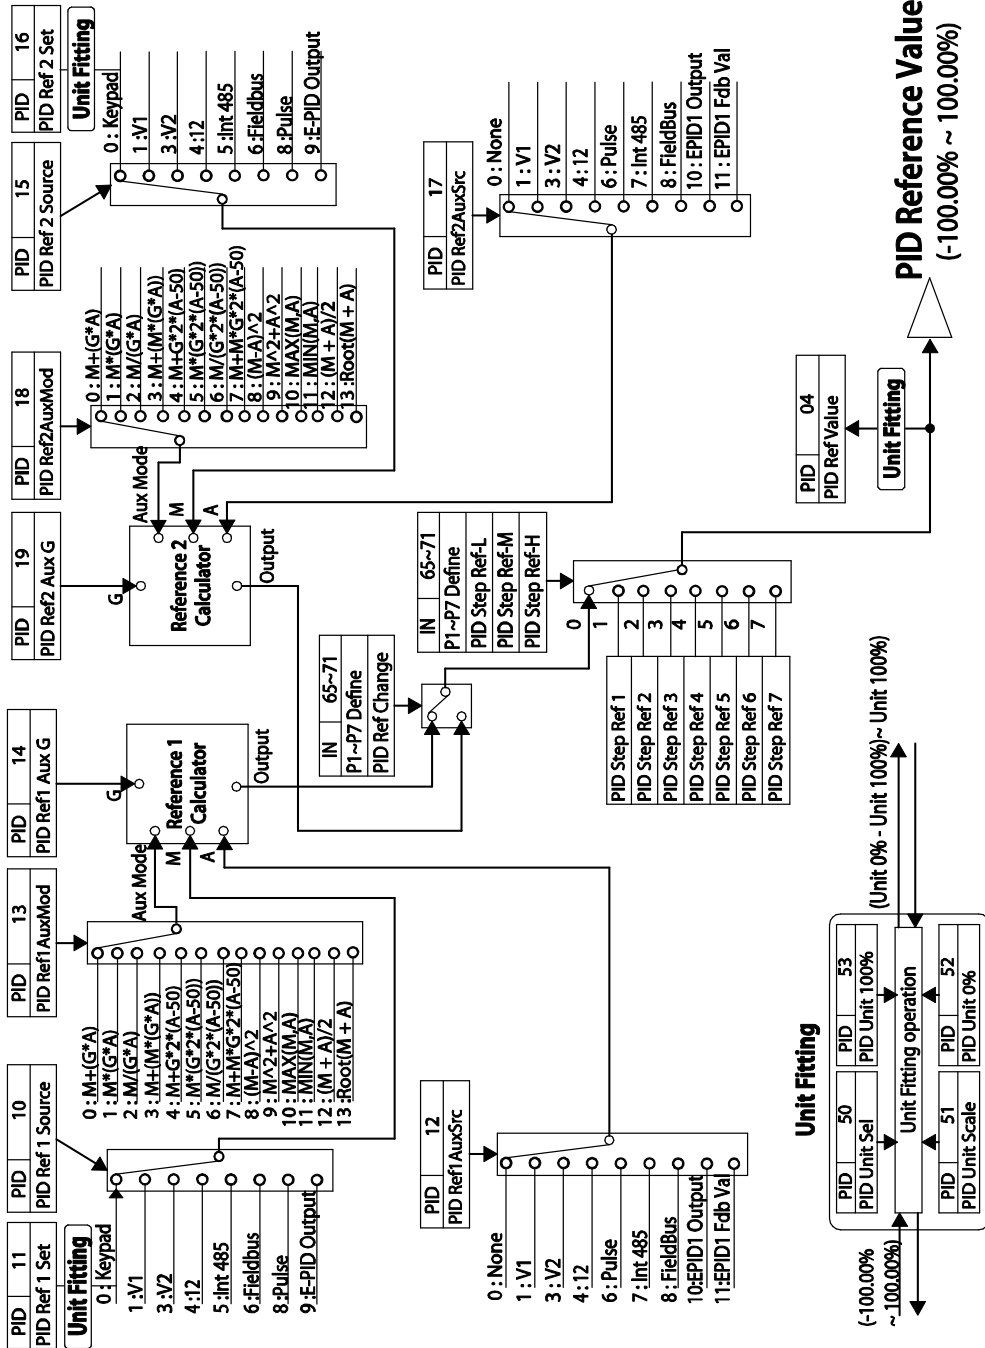 PID 11
PID Ref 1 Set
Unit Fitting
0 : Keypad
1 :V1
3 :V2
4 :12
5 :Int 485
6 :Fieldbus
8 :Pulse
9 :E-PID Output
PID 10
PID Ref 1 Source
PID 13
PID Ref1AuxMod
0 : M+(G*A)
1 : M*(G*A)
2 : M/(G*A)
3 : M+(M*(G*A))
4 : M+G*2*(A-50)
5 : M*(G*2*(A-50))
6 : M/(G*2*(A-50))
7 : M+M*G*2*(A-50)
8 : (M-A)^2
9 : M^2+A^2
10 : MAX(M,A)
11 : MIN(M,A)
12 : (M + A)/2
13 :Root(M + A)
PID 14
PID Ref1 Aux G
G
Aux Mode
M
A
Reference 1
Calculator
Output
PID 12
PID Ref1AuxSrc
0 : None
1 : V1
3 : V2
4 : 12
6 : Pulse
7 : Int 485
8 : FieldBus
10:EPID1 Output
11:EPID1 Fdb Val
PID 19
PID Ref2 Aux G
G
Aux Mode
M
A
Reference 2
Calculator
Output
PID 18
PID Ref2AuxMod
0 : M+(G*A)
1 : M*(G*A)
2 : M/(G*A)
3 : M+(M*(G*A))
4 : M+G*2*(A-50)
5 : M*(G*2*(A-50))
6 : M/(G*2*(A-50))
7 : M+M*G*2*(A-50)
8 : (M-A)^2
9 : M^2+A^2
10 : MAX(M,A)
11 : MIN(M,A)
12 : (M + A)/2
13 :Root(M + A)
PID 15
PID Ref 2 Source
PID 16
PID Ref 2 Set
Unit Fitting
0 : Keypad
1 :V1
3 :V2
4 :12
5 :Int 485
6 :Fieldbus
8 :Pulse
9 :E-PID Output
PID 17
PID Ref2AuxSrc
0 : None
1 : V1
3 : V2
4 : 12
6 : Pulse
7 : Int 485
8 : FieldBus
10 : EPID1 Output
11 : EPID1 Fdb Val
IN 65~71
P1~P7 Define
PID Ref Change
IN 65~71
P1~P7 Define
PID Step Ref-L
PID Step Ref-M
PID Step Ref-H
0
1
2
3
4
5
6
7
PID Step Ref 1
PID Step Ref 2
PID Step Ref 3
PID Step Ref 4
PID Step Ref 5
PID Step Ref 6
PID Step Ref 7
PID 04
PID Ref Value
Unit Fitting
PID Reference Value
(-100.00% ~ 100.00%)
Unit Fitting
PID 50
PID Unit Sel
PID 53
PID Unit 100%
Unit Fitting operation
PID 51
PID Unit Scale
PID 52
PID Unit 0%
(-100.00%
~ 100.00%)
(Unit 0% - Unit 100%)~ Unit 100%)